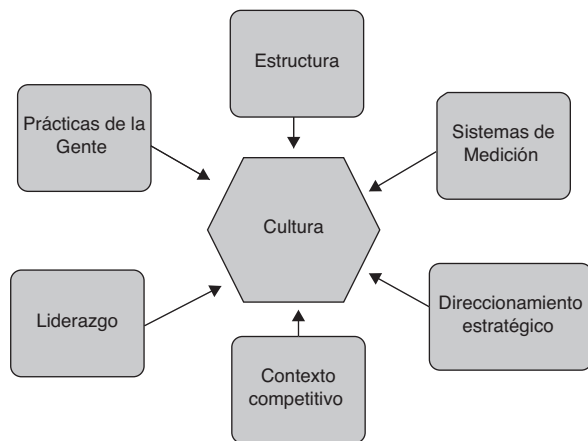 Estructura
Prácticas de la
Gente
Sistemas de
Medición
Cultura
Liderazgo
Direccionamiento
estratégico
Contexto
competitivo